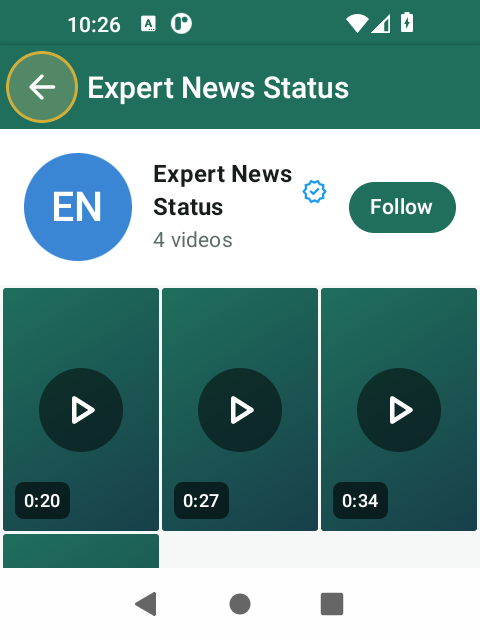 10:26
Expert News Status
EN
Expert News
Status
4 videos
Follow
0:20
0:27
0:34